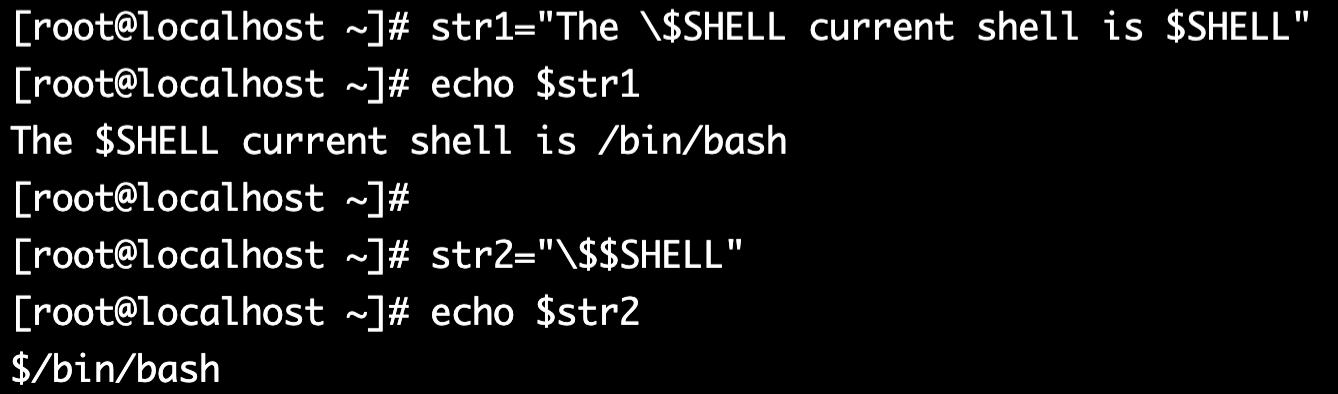 [root@localhost ~]# str1="The \$SHELL current shell is $SHELL"
[root@localhost ~]# echo $str1
The $SHELL current shell is /bin/bash
[root@localhost ~]#
[root@localhost ~]# str2="\$$SHELL"
[root@localhost ~]# echo $str2
$/bin/bash